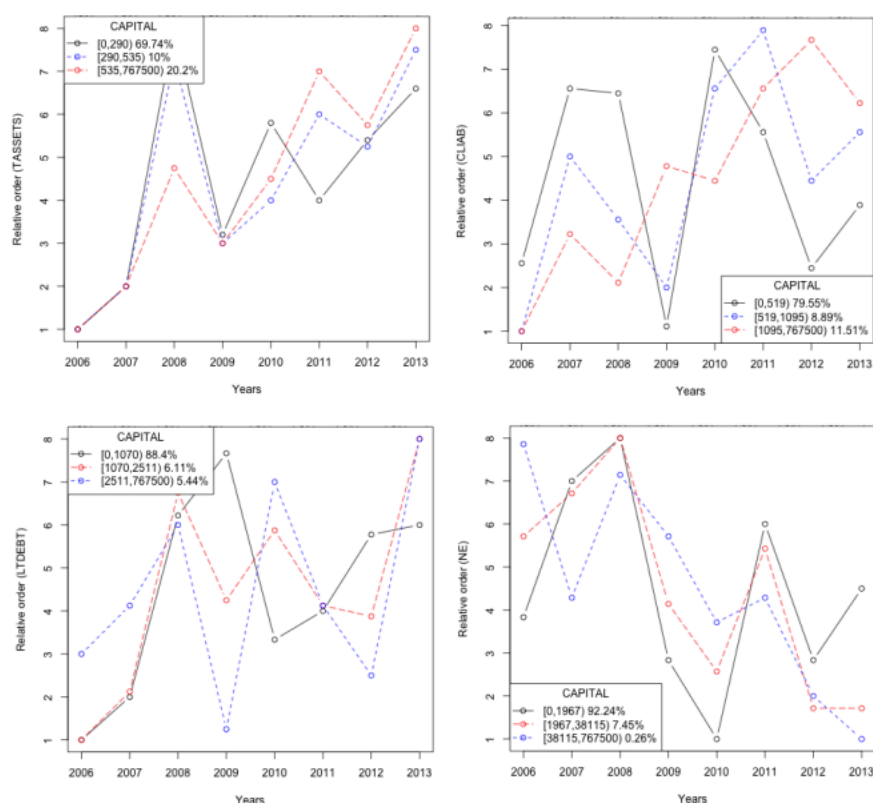 CAPITAL
[0,290) 69.74%
[290,535) 10%
[535,767500) 20.2%
Relative order (TASSETS)
1 2 3 4 5 6 7 8
2006 2007 2008 2009 2010 2011 2012 2013
Years
CAPITAL
[0,519) 79.55%
[519,1095) 8.89%
[1095,767500) 11.51%
Relative order (CLIAB)
1 2 3 4 5 6 7 8
2006 2007 2008 2009 2010 2011 2012 2013
Years
CAPITAL
[0,1070) 88.4%
[1070,2511) 6.11%
[2511,767500) 5.44%
Relative order (LTDEBT)
1 2 3 4 5 6 7 8
2006 2007 2008 2009 2010 2011 2012 2013
Years
CAPITAL
[0,1967) 92.24%
[1967,38115) 7.45%
[38115,767500) 0.26%
Relative order (NE)
1 2 3 4 5 6 7 8
2006 2007 2008 2009 2010 2011 2012 2013
Years